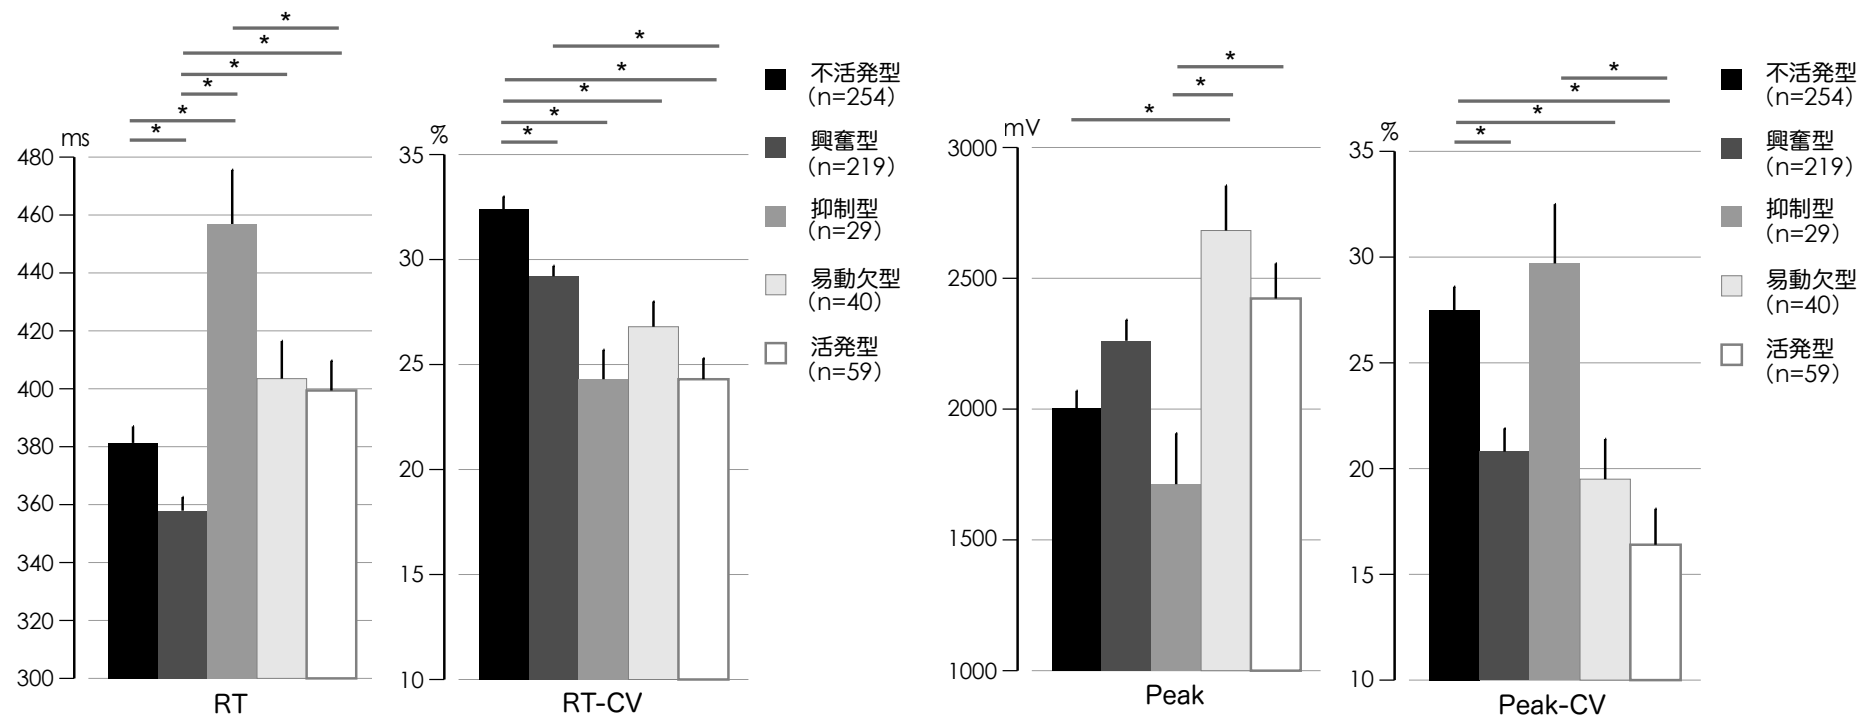 *
*
*
*
*
*
ms
480
460
440
420
400
380
360
340
320
300
RT
*
*
*
*
*
%
35
30
25
20
15
10
RT-CV
不活発型
(n=254)
興奮型
(n=219)
抑制型
(n=29)
易動欠型
(n=40)
活発型
(n=59)
*
*
*
mV
3000
2500
2000
1500
1000
Peak
*
*
*
*
%
35
30
25
20
15
10
Peak-CV
不活発型
(n=254)
興奮型
(n=219)
抑制型
(n=29)
易動欠型
(n=40)
活発型
(n=59)